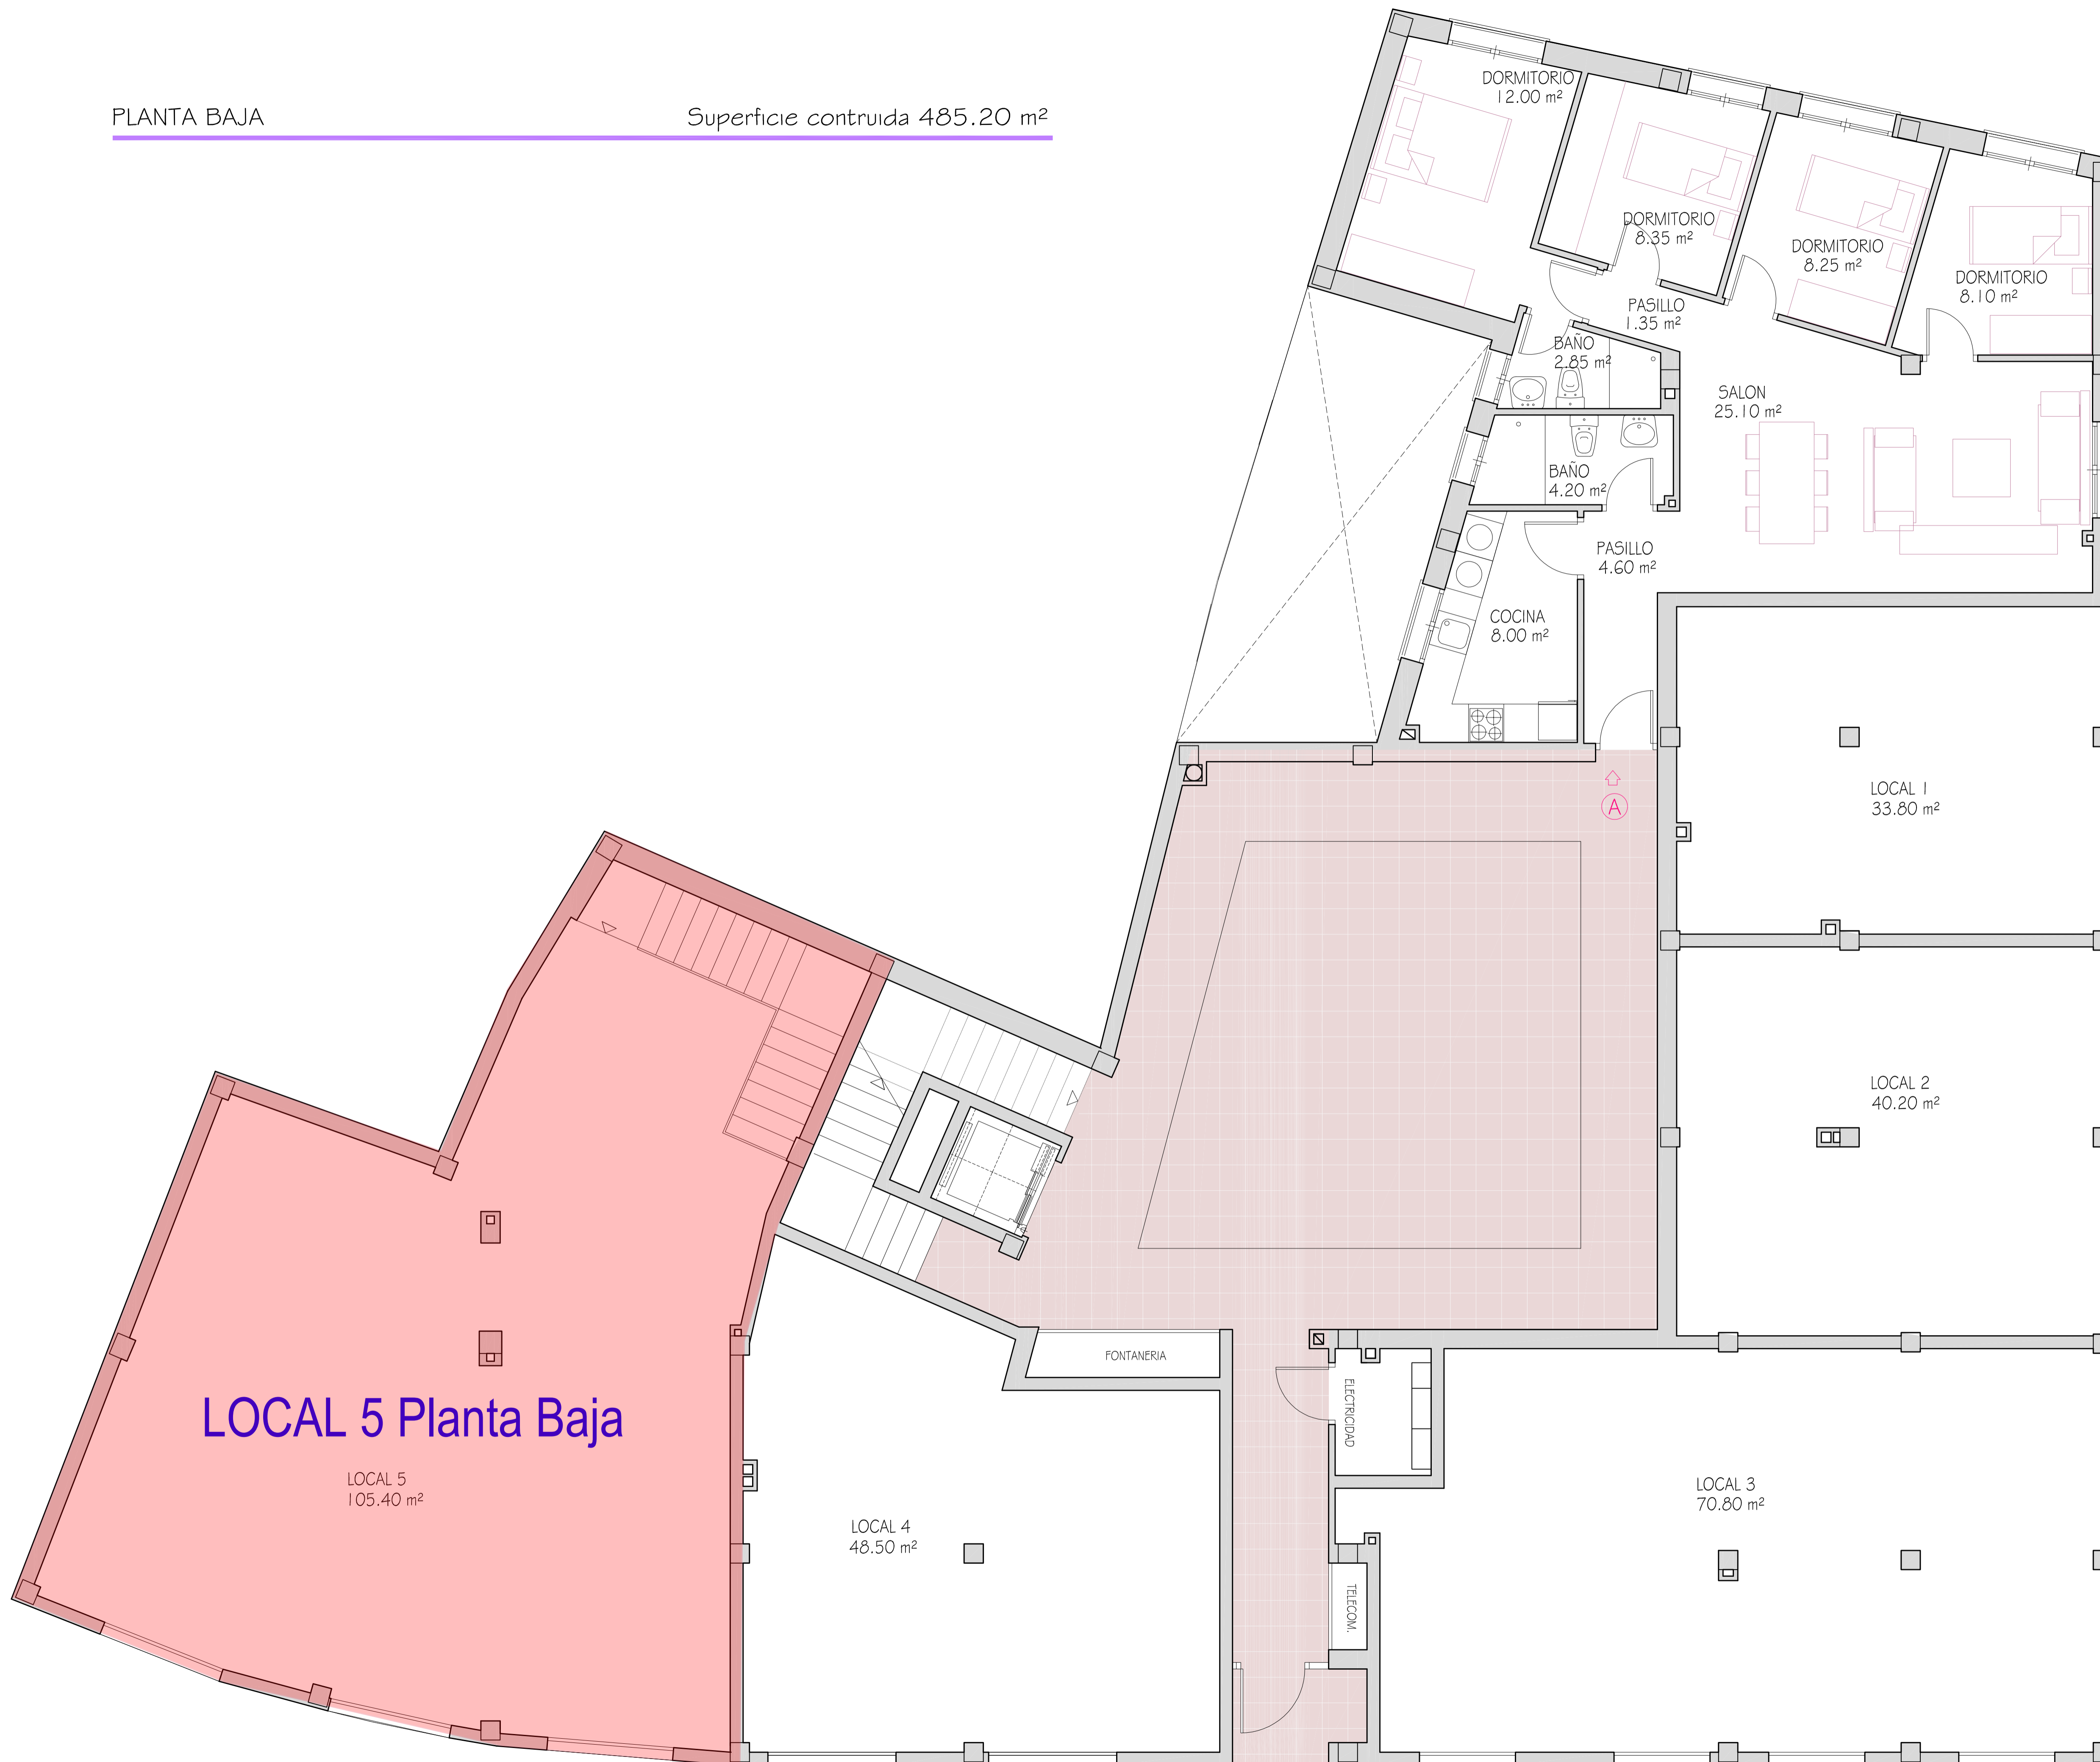 PLANTA BAJA
Superficie contruida 485.20 m²
DORMITORIO
12.00 m²
DORMITORIO
8.35 m²
DORMITORIO
8.25 m²
DORMITORIO
8.10 m²
PASILLO
1.35 m²
BAÑO
2.85 m²
SALON
25.10 m²
BAÑO
4.20 m²
PASILLO
4.60 m²
COCINA
8.00 m²
A
LOCAL 1
33.80 m²
LOCAL 2
40.20 m²
FONTANERIA
ELECTRICIDAD
LOCAL 5 Planta Baja
LOCAL 5
105.40 m²
LOCAL 4
48.50 m²
LOCAL 3
70.80 m²
TELECOM.